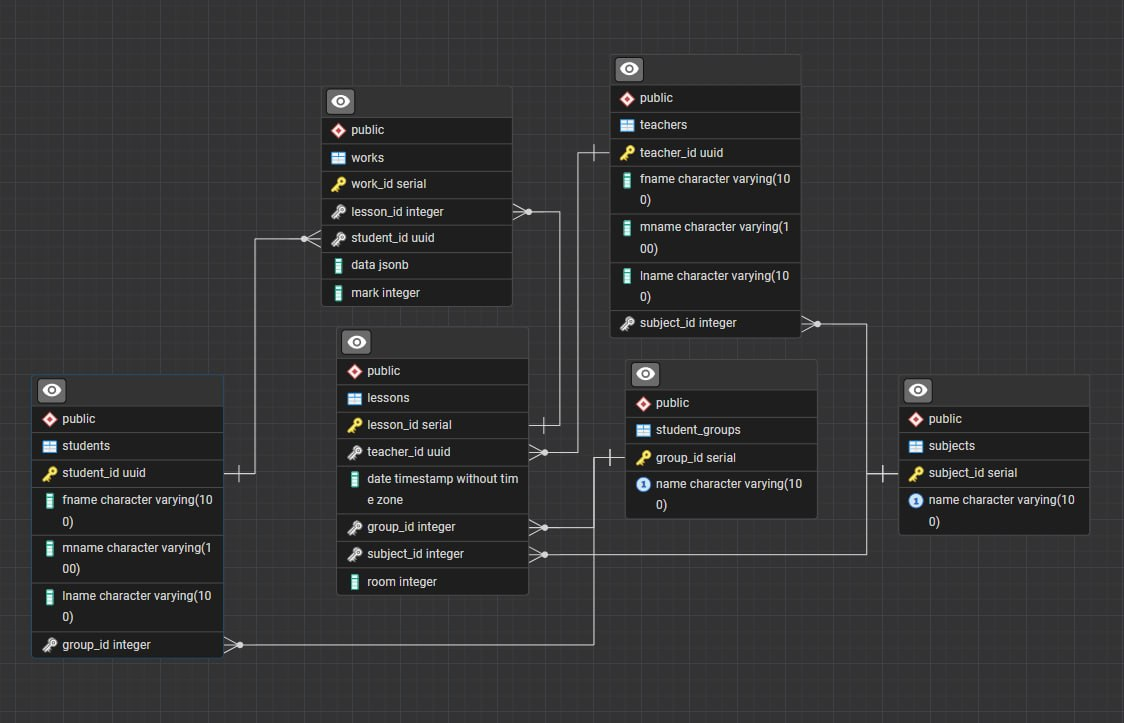 public
works
work_id serial
lesson_id integer
student_id uuid
data jsonb
mark integer
public
teachers
teacher_id uuid
fname character varying(10
0)
mname character varying(1
00)
lname character varying(10
0)
subject_id integer
public
lessons
lesson_id serial
teacher_id uuid
date timestamp without tim
e zone
group_id integer
subject_id integer
room integer
public
student_groups
group_id serial
1
name character varying(10
0)
public
students
student_id uuid
fname character varying(10
0)
mname character varying(1
00)
lname character varying(10
0)
group_id integer
public
subjects
subject_id serial
1
name character varying(10
0)